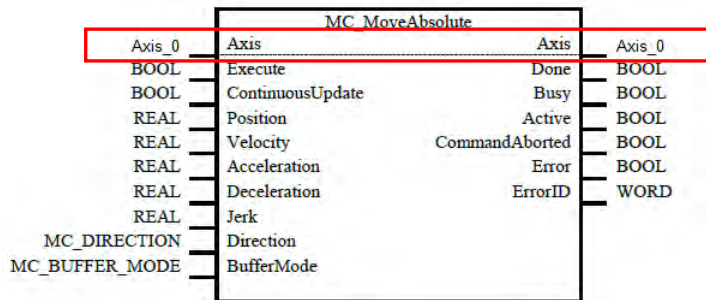 MC_MoveAbsolute
Axis_0 Axis Axis Axis_0
BOOL Execute Done BOOL
BOOL ContinuousUpdate Busy BOOL
REAL Position Active BOOL
REAL Velocity CommandAborted BOOL
REAL Acceleration Error BOOL
REAL Deceleration ErrorID WORD
REAL Jerk
MC_DIRECTION Direction
MC_BUFFER_MODE BufferMode